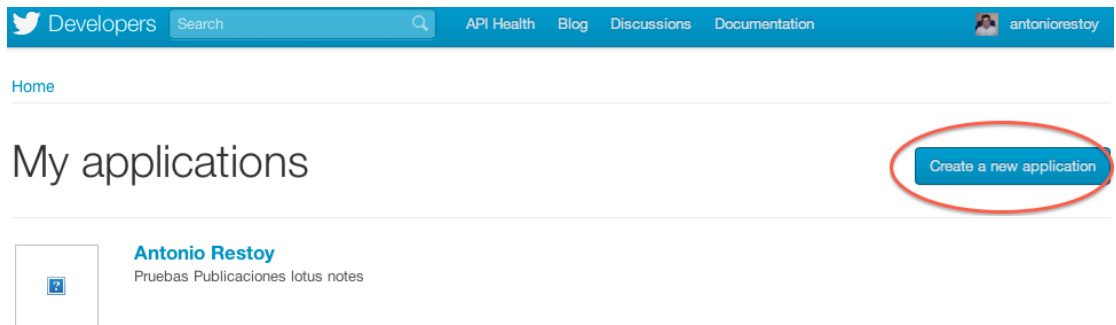 Developers Search API Health Blog Discussions Documentation antoniorestoy
Home
My applications
Create a new application
Antonio Restoy
Pruebas Publicaciones lotus notes
?